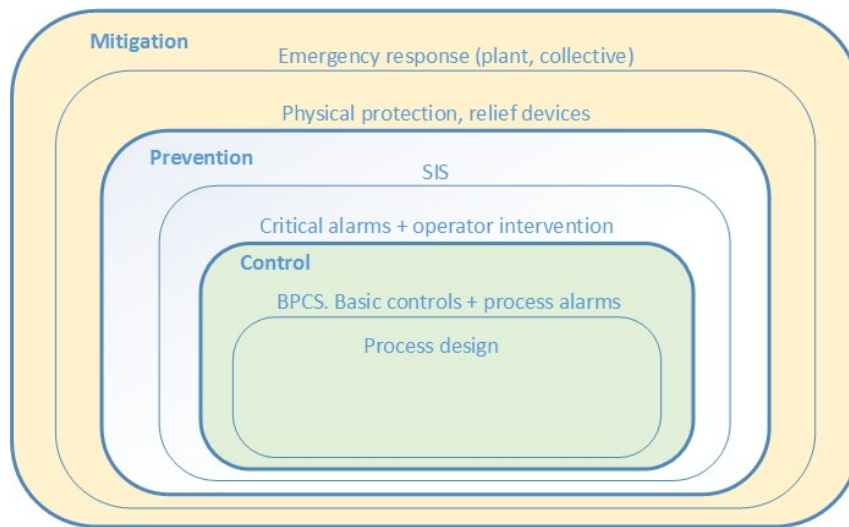 Mitigation
Emergency response (plant, collective)
Physical protection, relief devices
Prevention
SIS
Critical alarms + operator intervention
Control
BPCS. Basic controls + process alarms
Process design